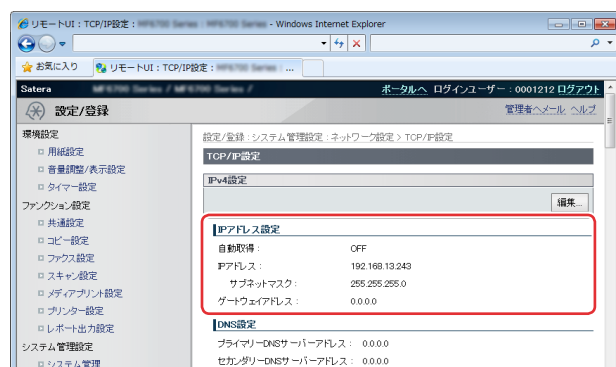 リモートUI：TCP/IP設定： - Windows Internet Explorer
お気に入り リモートUI：TCP/IP設定： ...
Satera ポータルへ ログインユーザー：0001212 ログアウト
設定/登録 管理者へメール ヘルプ
環境設定
用紙設定
音量調整/表示設定
タイマー設定
ファンクション設定
共通設定
コピー設定
ファクス設定
スキャン設定
メディアプリント設定
プリンター設定
レポート出力設定
システム管理設定
システム管理
設定/登録：システム管理設定：ネットワーク設定 > TCP/IP設定
TCP/IP設定
IPv4設定
編集...
IPアドレス設定
自動取得： OFF
IPアドレス： 192.168.13.243
サブネットマスク： 255.255.255.0
ゲートウェイアドレス： 0.0.0.0
DNS設定
プライマリーDNSサーバーアドレス： 0.0.0.0
セカンダリーDNSサーバーアドレス： 0.0.0.0